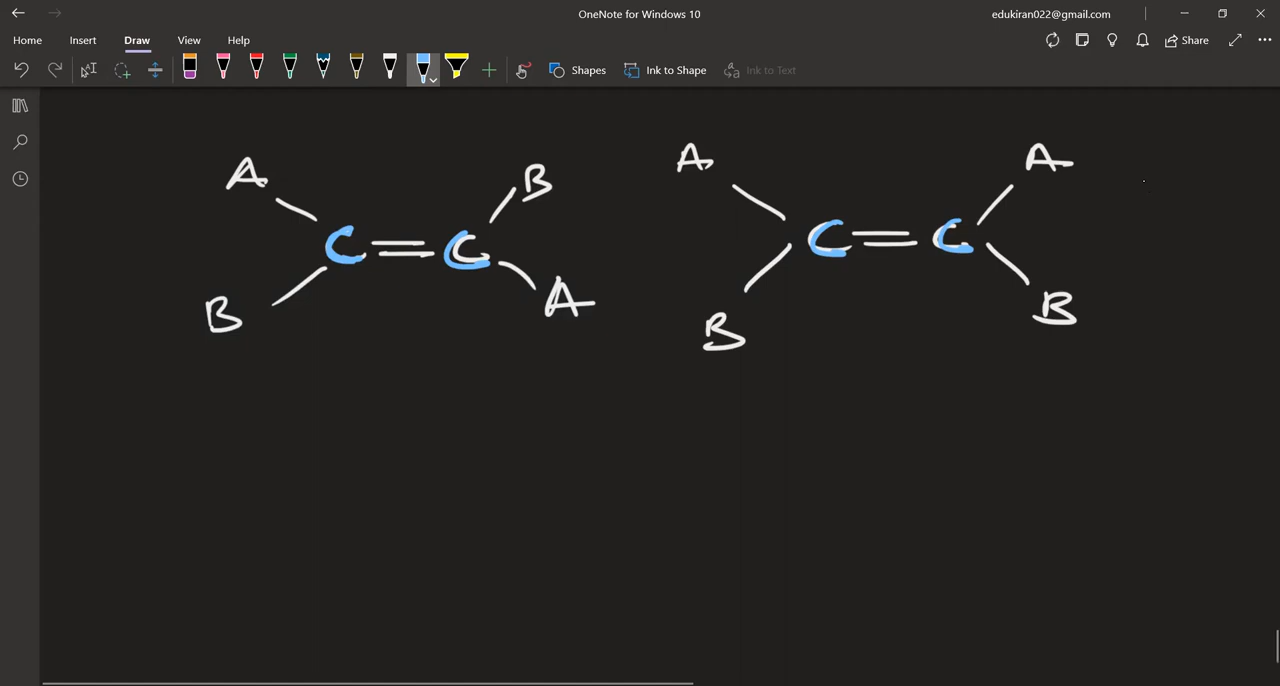 OneNote for Windows 10
edukiran022@gmail.com
Home Insert Draw View Help
Share
Shapes
Ink to Shape
Ink to Text
A B A A
C = C C = C
B A B B